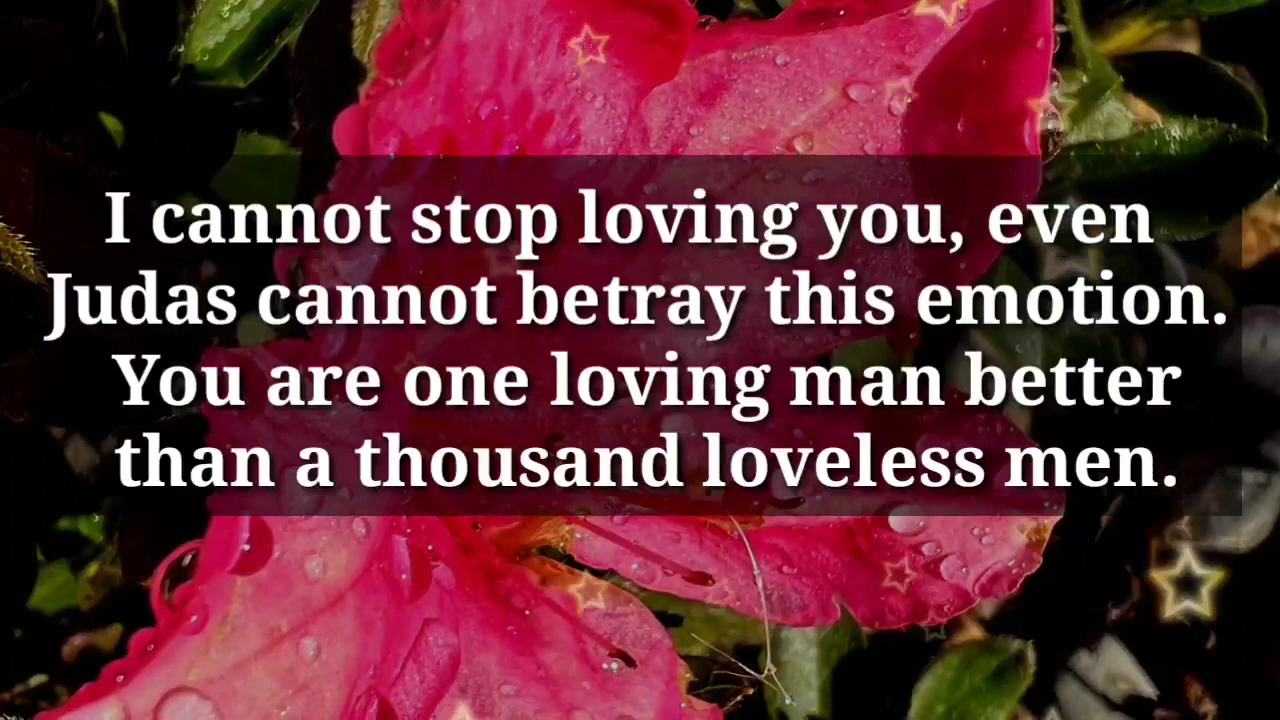 I cannot stop loving you, even
Judas cannot betray this emotion.
You are one loving man better
than a thousand loveless men.